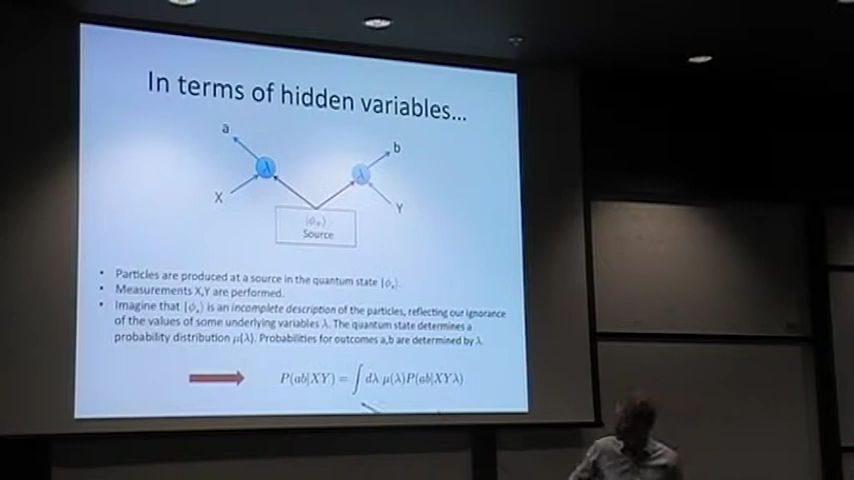 In terms of hidden variables...
a
b
λ
λ
X
Y
|ϕ₊⟩
Source
• Particles are produced at a source in the quantum state |ϕ₊⟩.
• Measurements X,Y are performed.
• Imagine that |ϕ₊⟩ is an incomplete description of the particles, reflecting our ignorance
of the values of some underlying variables λ. The quantum state determines a
probability distribution μ(λ). Probabilities for outcomes a,b are determined by λ.
P(ab|XY) = ∫ dλ μ(λ)P(ab|XYλ)